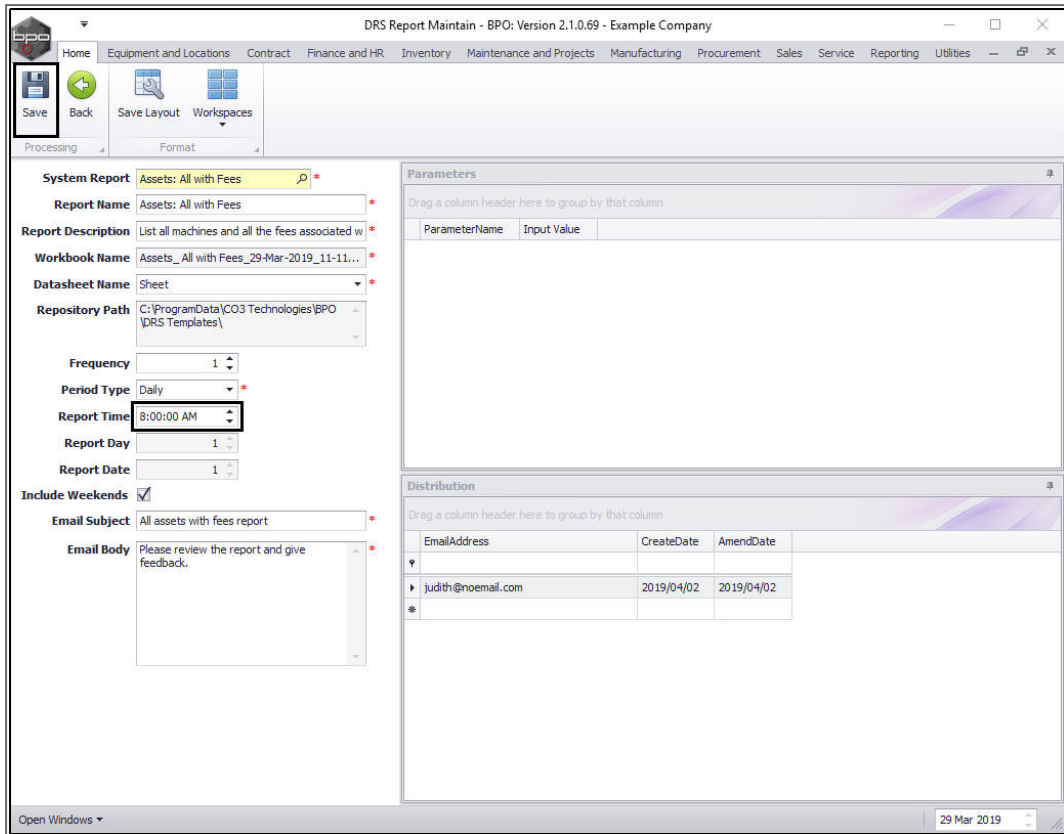 DRS Report Maintain - BPO: Version 2.1.0.69 - Example Company
bpo
Home Equipment and Locations Contract Finance and HR Inventory Maintenance and Projects Manufacturing Procurement Sales Service Reporting Utilities
Save Back Save Layout Workspaces
Processing Format
System Report Assets: All with Fees *
Report Name Assets: All with Fees *
Report Description List all machines and all the fees associated w *
Workbook Name Assets_ All with Fees_29-Mar-2019_11-11... *
Datasheet Name Sheet *
Repository Path C:\ProgramData\CO3 Technologies\BPO
\DRS Templates\
Frequency 1
Period Type Daily *
Report Time 8:00:00 AM
Report Day 1
Report Date 1
Include Weekends
Email Subject All assets with fees report *
Email Body Please review the report and give *
feedback.
Parameters
Drag a column header here to group by that column
ParameterName Input Value
Distribution
Drag a column header here to group by that column
EmailAddress CreateDate AmendDate
judith@noemail.com 2019/04/02 2019/04/02
Open Windows 29 Mar 2019